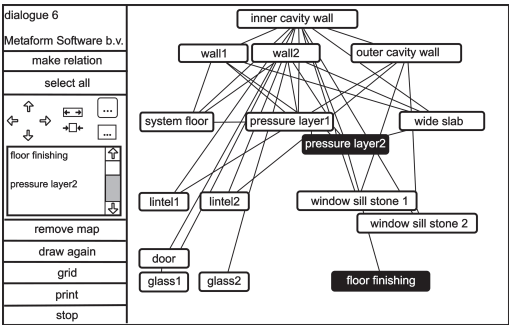 dialogue 6
Metaform Software b.v.
make relation
select all
...
...
floor finishing
pressure layer2
remove map
draw again
grid
print
stop
inner cavity wall
wall1
wall2
outer cavity wall
system floor
pressure layer1
wide slab
pressure layer2
lintel1
lintel2
window sill stone 1
window sill stone 2
door
glass1
glass2
floor finishing